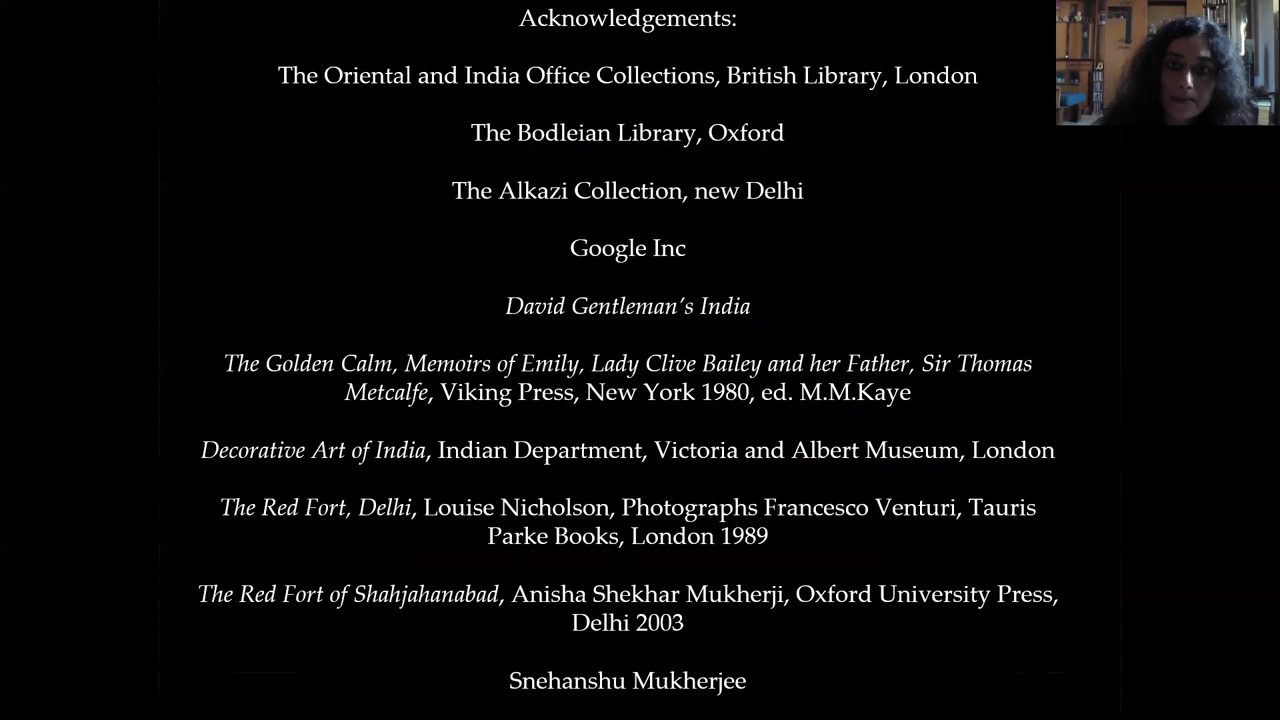 Acknowledgements:
The Oriental and India Office Collections, British Library, London
The Bodleian Library, Oxford
The Alkazi Collection, new Delhi
Google Inc
David Gentleman’s India
The Golden Calm, Memoirs of Emily, Lady Clive Bailey and her Father, Sir Thomas
Metcalfe, Viking Press, New York 1980, ed. M.M.Kaye
Decorative Art of India, Indian Department, Victoria and Albert Museum, London
The Red Fort, Delhi, Louise Nicholson, Photographs Francesco Venturi, Tauris
Parke Books, London 1989
The Red Fort of Shahjahanabad, Anisha Shekhar Mukherji, Oxford University Press,
Delhi 2003
Snehanshu Mukherjee